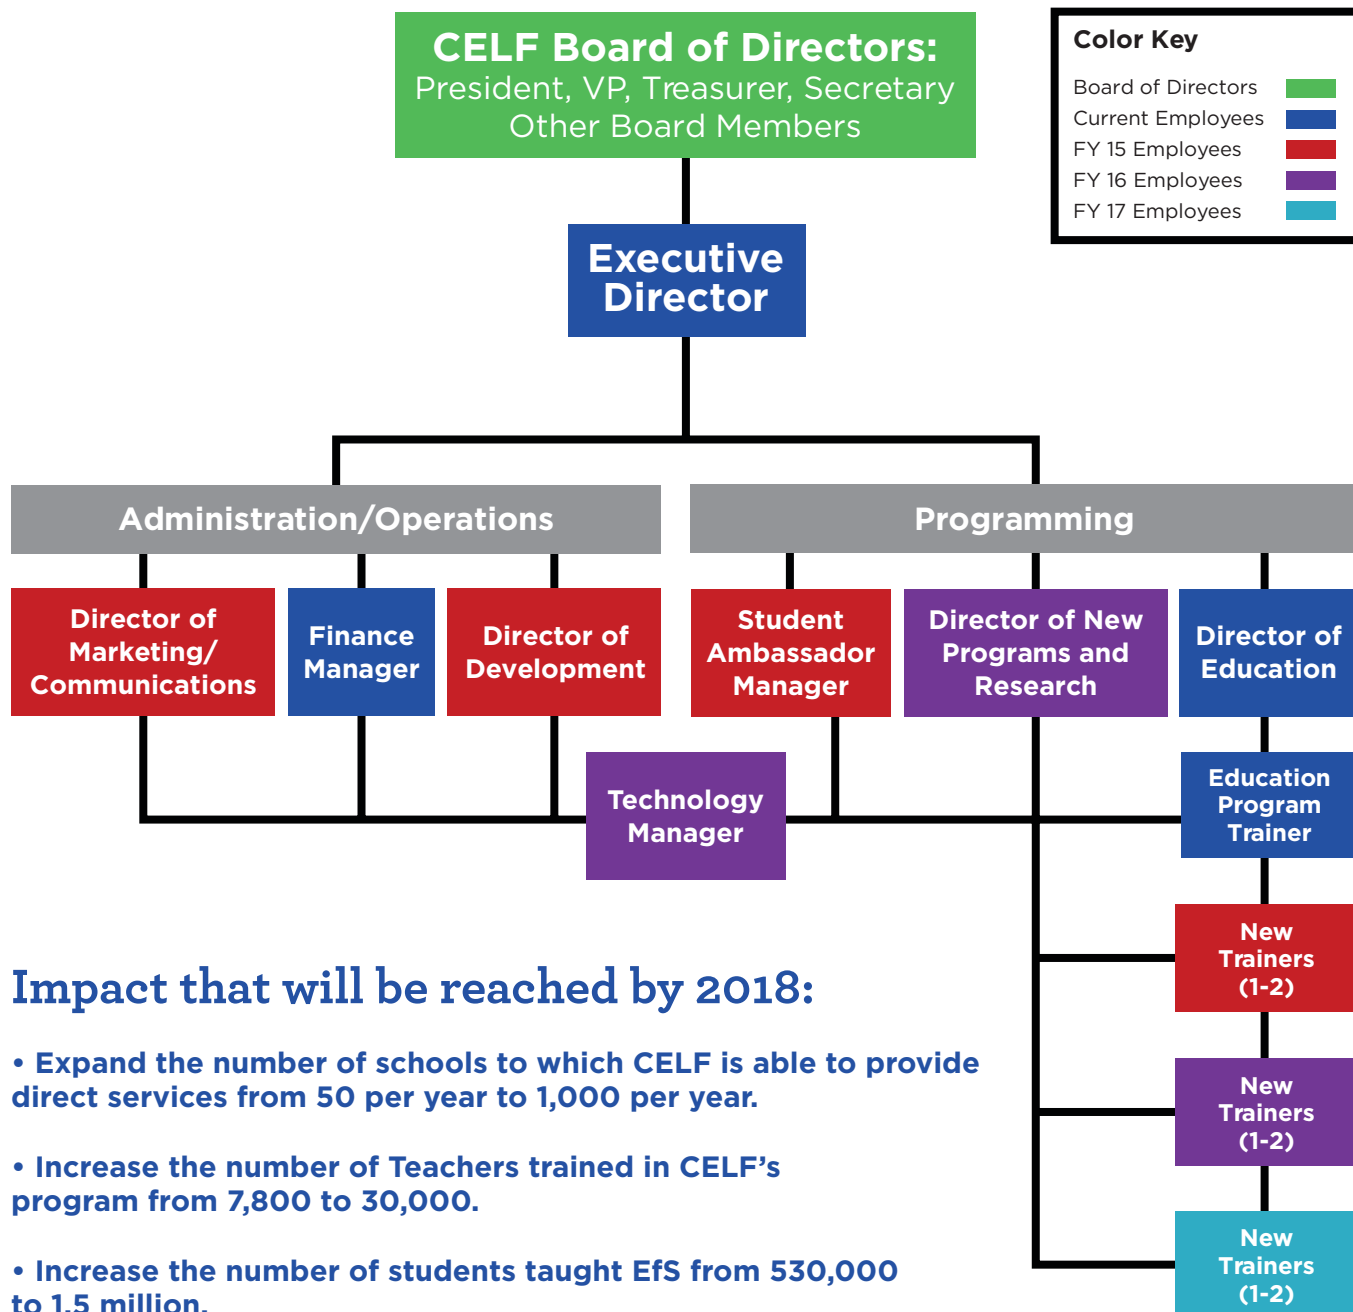 CELF Board of Directors:
President, VP, Treasurer, Secretary
Other Board Members
Color Key
Board of Directors
Current Employees
FY 15 Employees
FY 16 Employees
FY 17 Employees
Executive
Director
Administration/Operations
Programming
Director of
Marketing/
Communications
Finance
Manager
Director of
Development
Student
Ambassador
Manager
Director of New
Programs and
Research
Director of
Education
Technology
Manager
Education
Program
Trainer
New
Trainers
(1-2)
New
Trainers
(1-2)
New
Trainers
(1-2)
Impact that will be reached by 2018:
• Expand the number of schools to which CELF is able to provide
direct services from 50 per year to 1,000 per year.
• Increase the number of Teachers trained in CELF’s
program from 7,800 to 30,000.
• Increase the number of students taught EfS from 530,000
to 1.5 million.